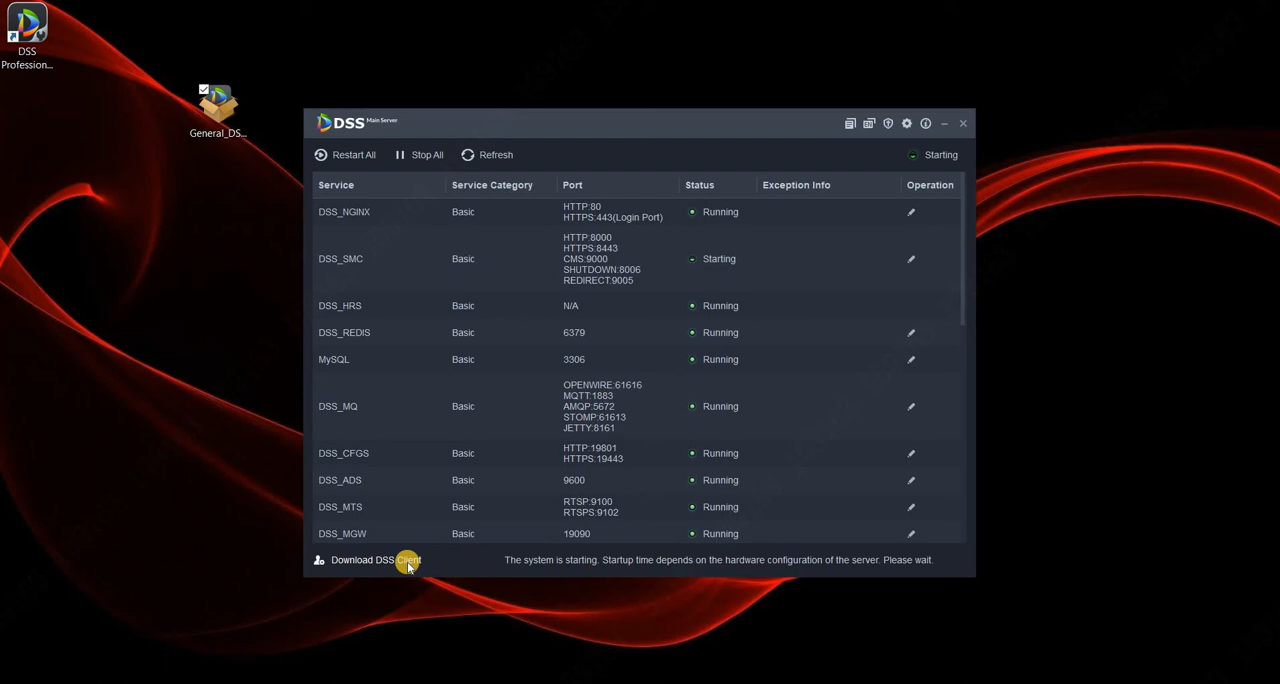 DSS
Profession...
General_DS...
DSS Main Server
Restart All Stop All Refresh Starting
Service Service Category Port Status Exception Info Operation
DSS_NGINX Basic HTTP:80 Running
HTTPS:443(Login Port)
DSS_SMC Basic HTTP:8000 Starting
HTTPS:8443
CMS:9000
SHUTDOWN:8006
REDIRECT:9005
DSS_HRS Basic N/A Running
DSS_REDIS Basic 6379 Running
MySQL Basic 3306 Running
DSS_MQ Basic OPENWIRE:61616 Running
MQTT:1883
AMQP:5672
STOMP:61613
JETTY:8161
DSS_CFGS Basic HTTP:19801 Running
HTTPS:19443
DSS_ADS Basic 9600 Running
DSS_MTS Basic RTSP:9100 Running
RTSPS:9102
DSS_MGW Basic 19090 Running
Download DSS Client The system is starting. Startup time depends on the hardware configuration of the server. Please wait.